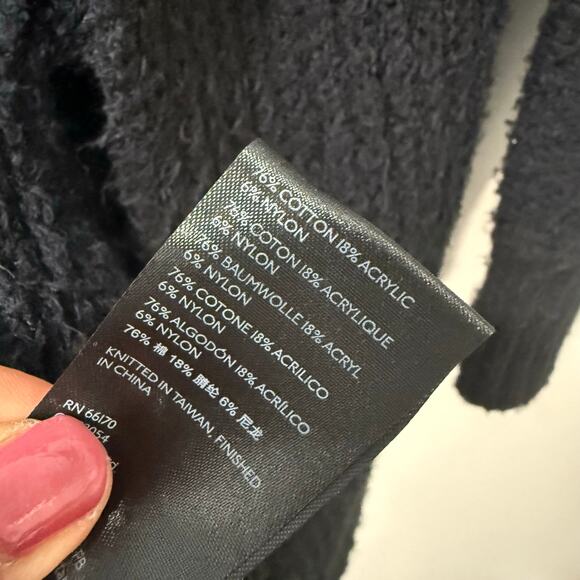 76% COTTON 18% ACRYLIC
6% NYLON
76% COTON 18% ACRYLIQUE
6% NYLON
76% BAUMWOLLE 18% ACRYL
6% NYLON
76% COTONE 18% ACRILICO
6% NYLON
76% ALGODÓN 18% ACRÍLICO
6% NYLON
76% 棉 18% 腈纶 6% 尼龙
KNITTED IN TAIWAN, FINISHED
IN CHINA
RN 66170